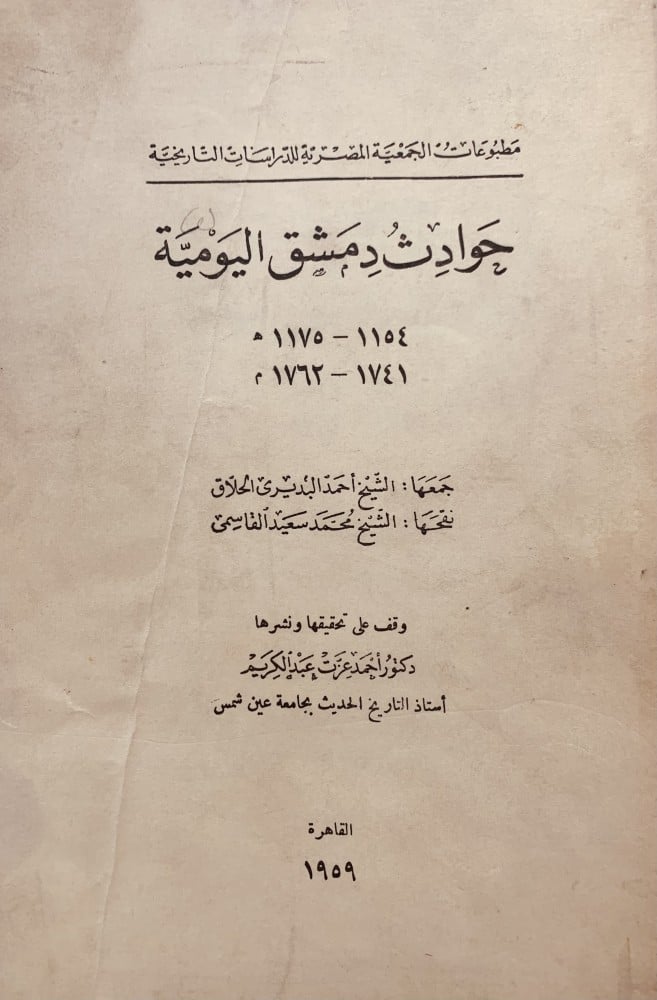 مطبوعات الجمعية المصرية للدراسات التاريخية
حوادث دمشق اليومية
١١٥٤ – ١١٧٥ ه
١٧٤١ – ١٧٦٢ م
جمعها : الشيخ أحمد البديري الحلاق
نقحها : الشيخ محمد سعيد القاسمي
وقف على تحقيقها ونشرها
دكتور أحمد عزت عبد الكريم
أستاذ التاريخ الحديث بجامعة عين شمس
القاهرة
١٩٥٩